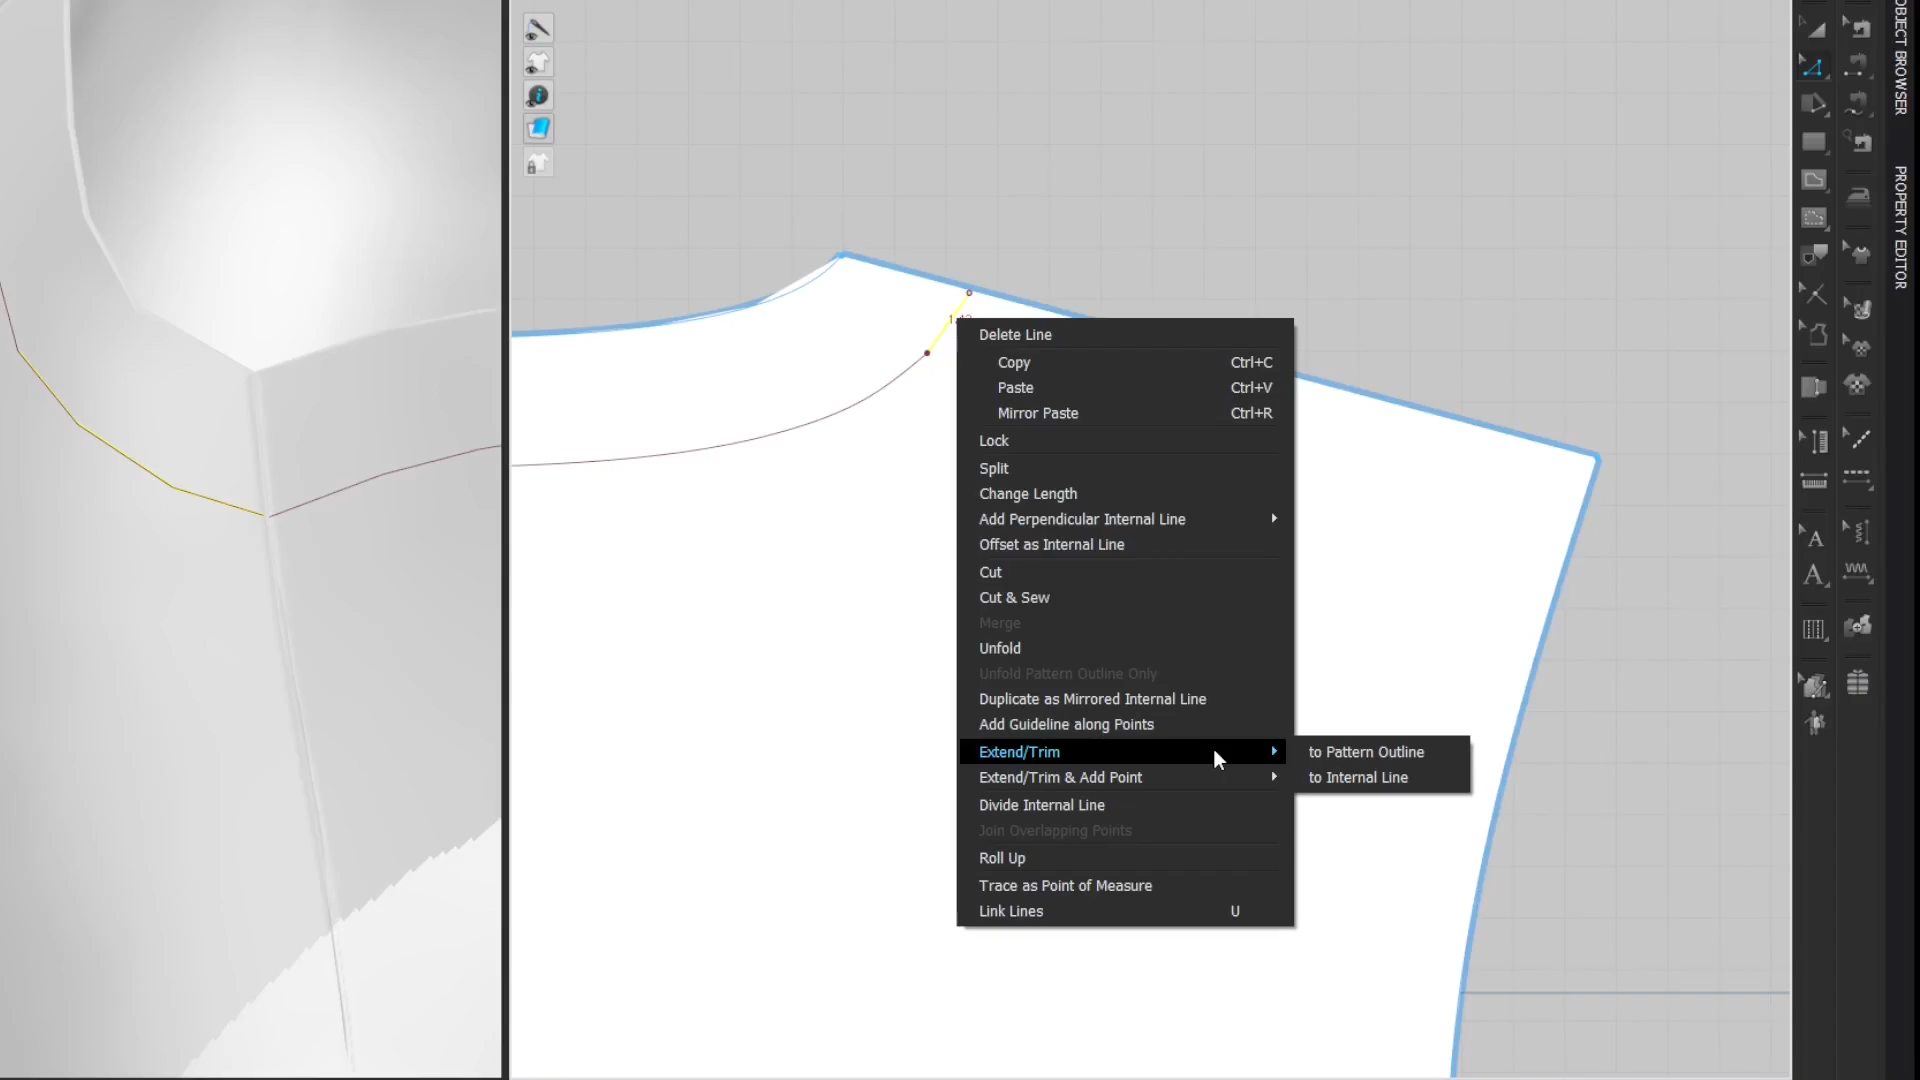 Delete Line
Copy Ctrl+C
Paste Ctrl+V
Mirror Paste Ctrl+R
Lock
Split
Change Length
Add Perpendicular Internal Line
Offset as Internal Line
Cut
Cut & Sew
Merge
Unfold
Unfold Pattern Outline Only
Duplicate as Mirrored Internal Line
Add Guideline along Points
Extend/Trim
Extend/Trim & Add Point
Divide Internal Line
Join Overlapping Points
Roll Up
Trace as Point of Measure
Link Lines U
to Pattern Outline
to Internal Line
OBJECT BROWSER
PROPERTY EDITOR